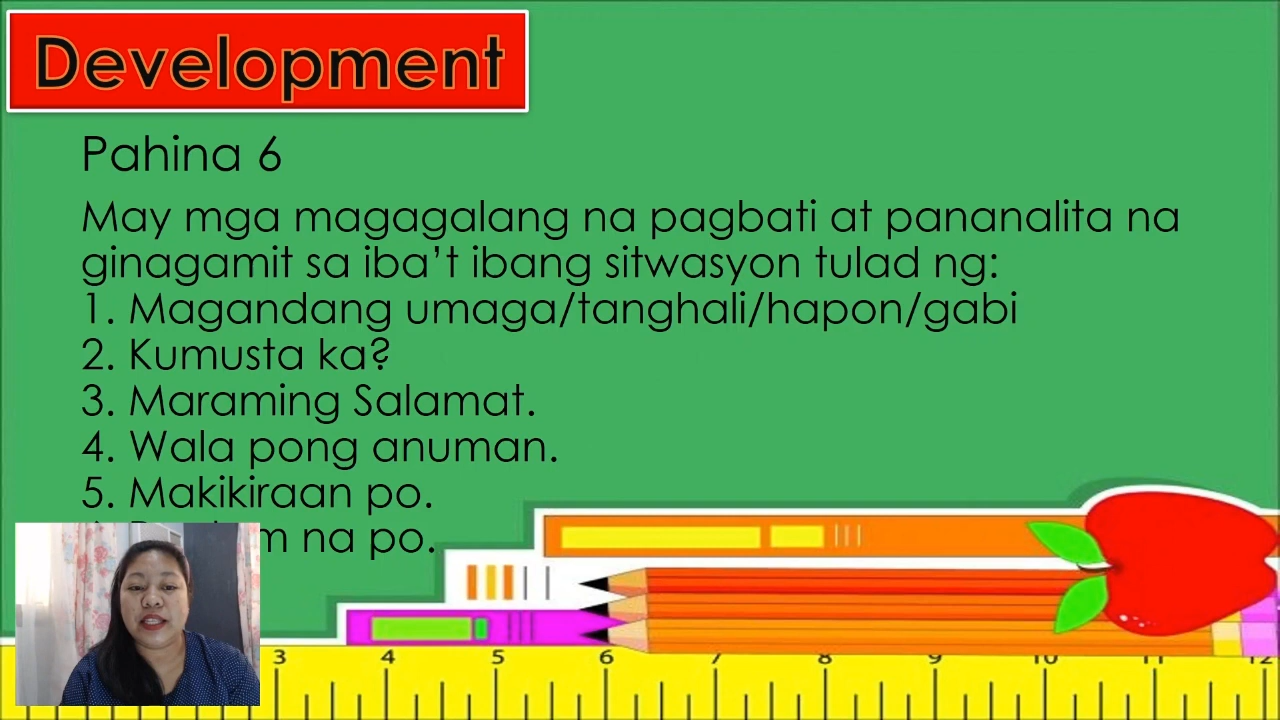 Development
Pahina 6
May mga magagalang na pagbati at pananalita na
ginagamit sa iba't ibang sitwasyon tulad ng:
1. Magandang umaga/tanghali/hapon/gabi
2. Kumusta ka?
3. Maraming Salamat.
4. Wala pong anuman.
5. Makikiraan po.
na po.
3 4 5 6 7 8 9 10 11 12